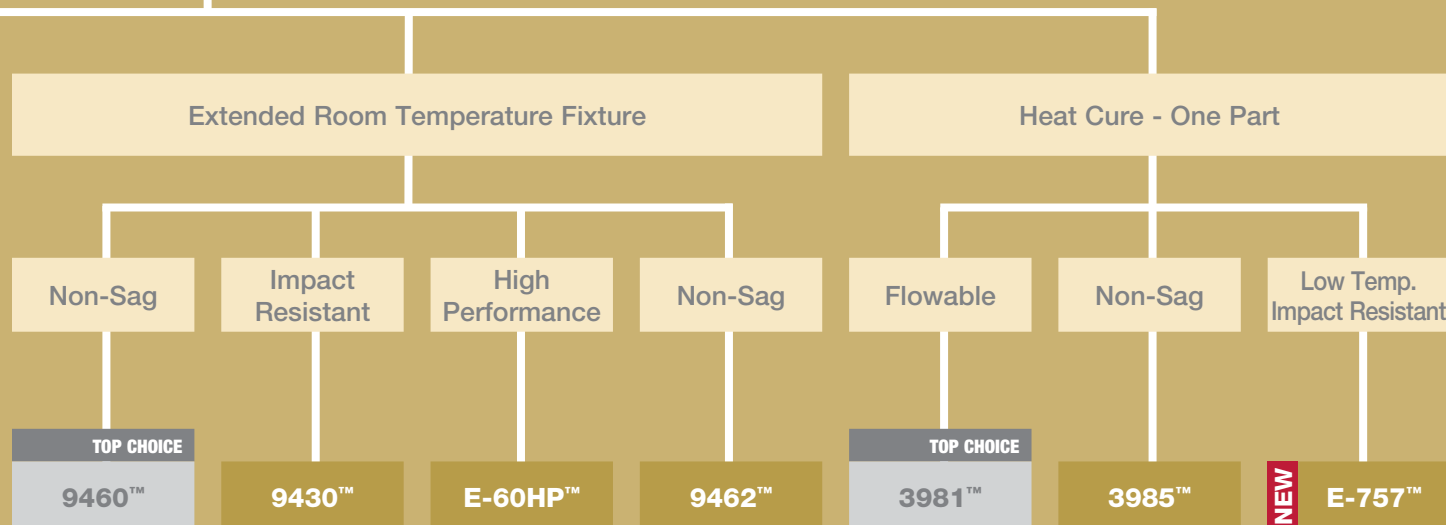 Extended Room Temperature Fixture
Heat Cure - One Part
Non-Sag
Impact
Resistant
High
Performance
Non-Sag
Flowable
Non-Sag
Low Temp.
Impact Resistant
TOP CHOICE
9460™
9430™
E-60HP™
9462™
TOP CHOICE
3981™
3985™
NEW
E-757™